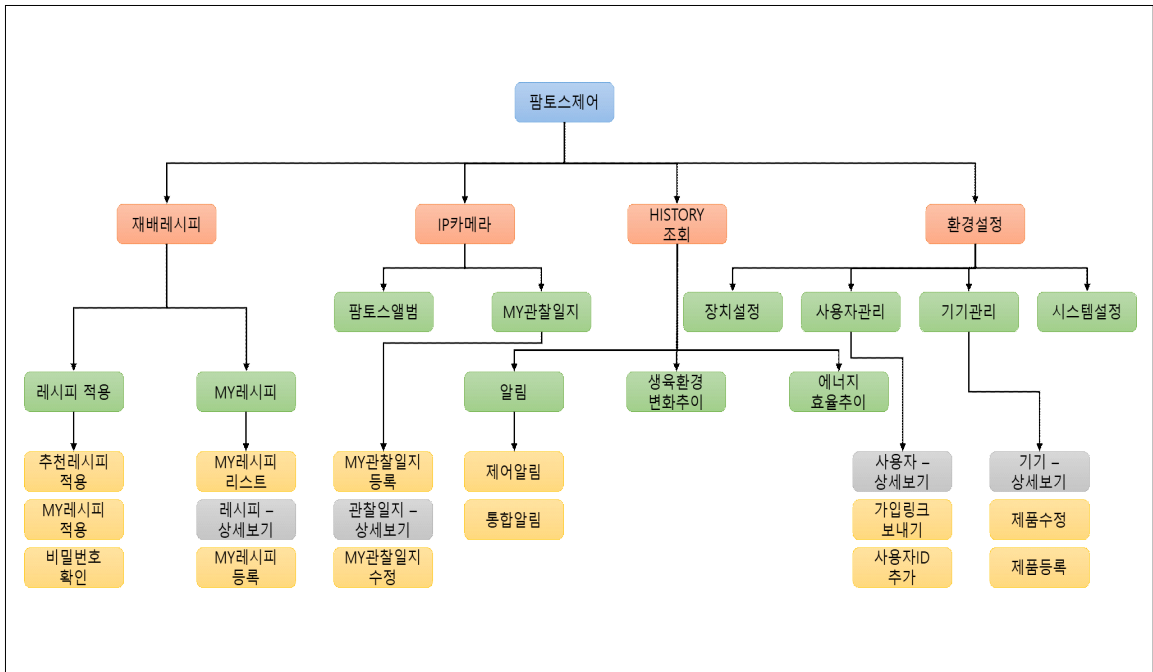 팜토스제어
재배레시피
IP카메라
HISTORY
조회
환경설정
팜토스앨범
MY관찰일지
장치설정
사용자관리
기기관리
시스템설정
레시피 적용
MY레시피
알림
생육환경
변화추이
에너지
효율추이
추천레시피
적용
MY레시피
리스트
MY관찰일지
등록
제어알림
사용자 –
상세보기
기기 –
상세보기
MY레시피
적용
레시피 –
상세보기
관찰일지 –
상세보기
통합알림
가입링크
보내기
제품수정
비밀번호
확인
MY레시피
등록
MY관찰일지
수정
사용자ID
추가
제품등록